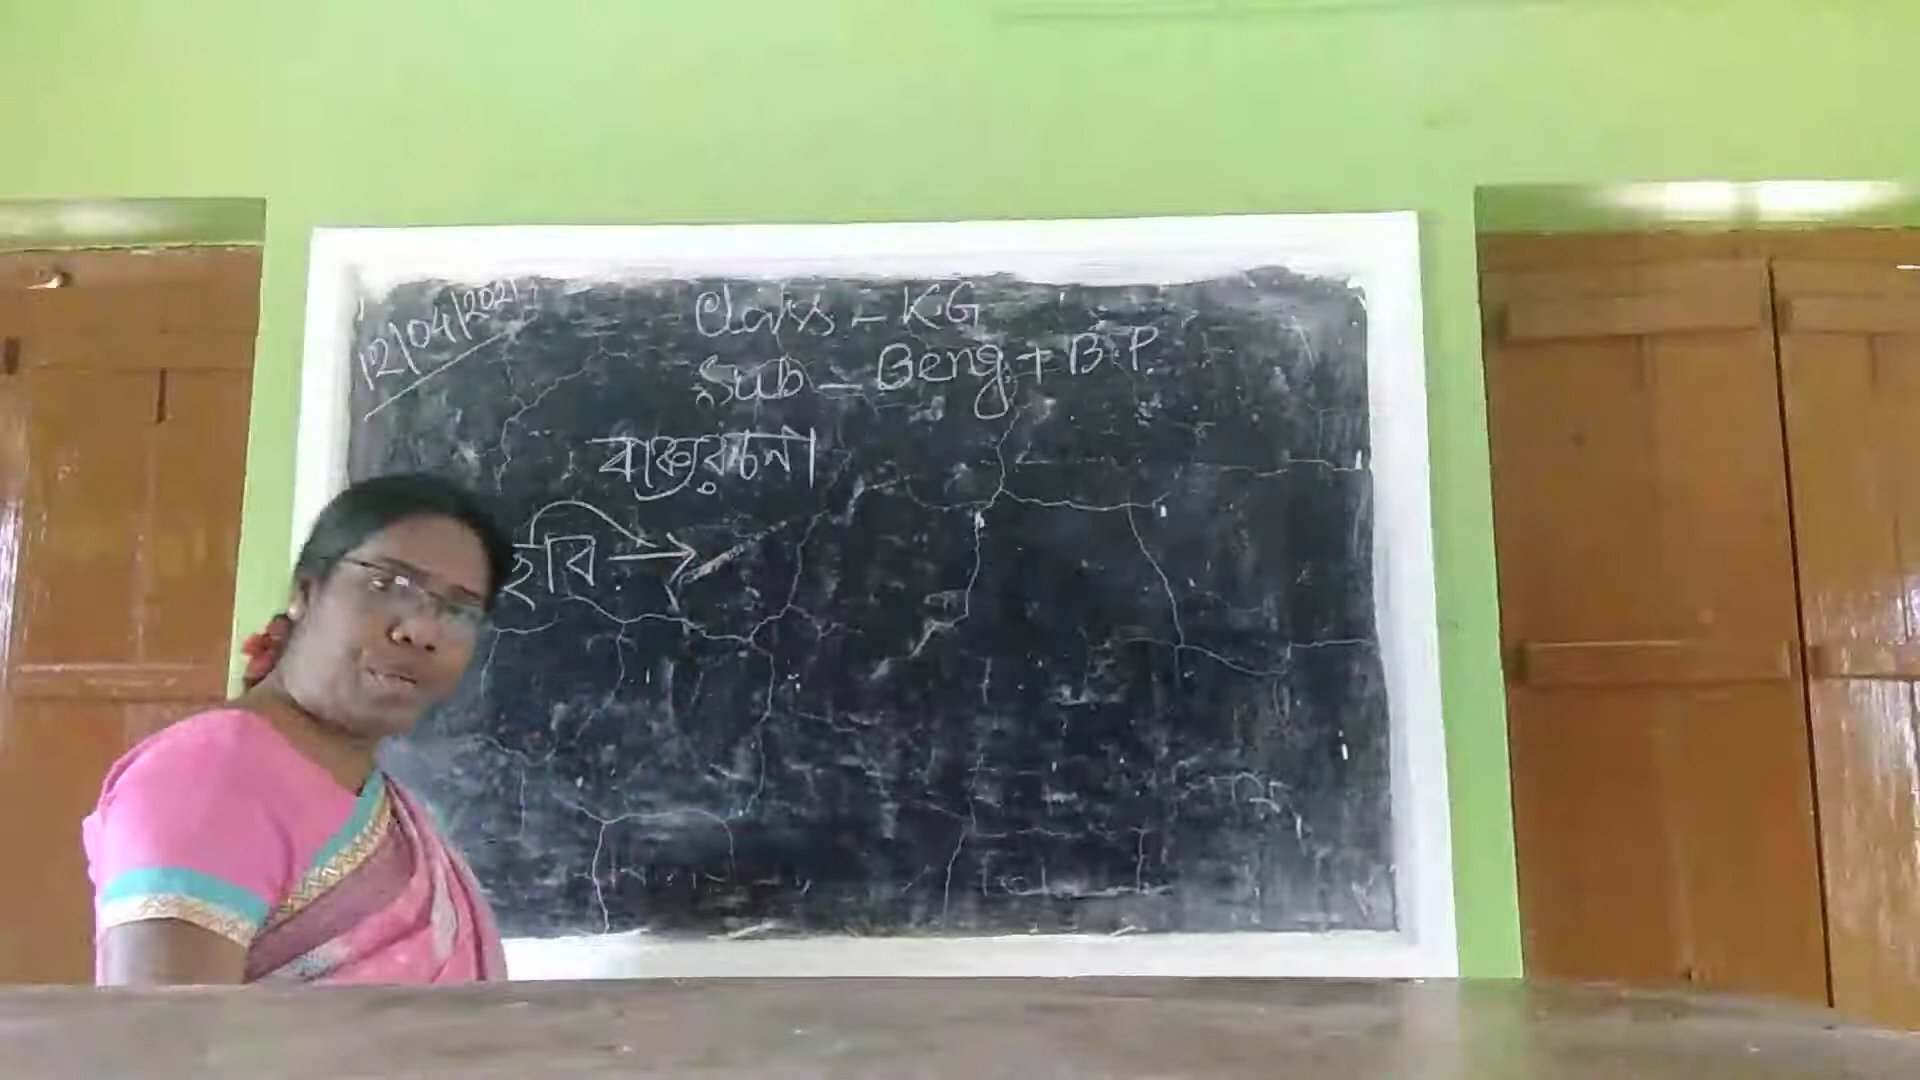 12/04/2021
Class - KG
Sub - Beng + B.P.
বাক্যরচনা
ছবি →